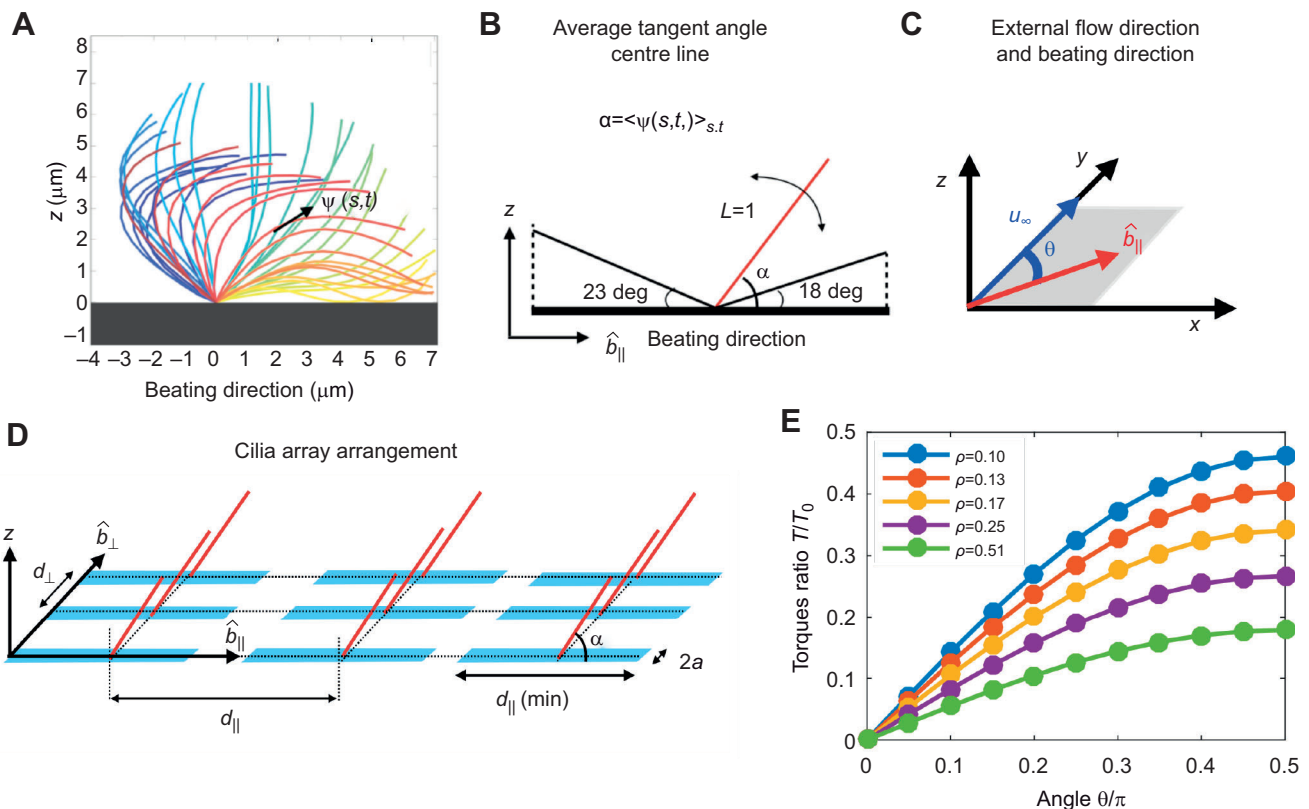 A
8
7
6
5
4
3
2
1
0
–1
z (μm)
ψ (s,t)
–4 –3 –2 –1 0 1 2 3 4 5 6 7
Beating direction (μm)
B
Average tangent angle
centre line
α=<ψ(s,t,)>s.t
z
L=1
α
23 deg
18 deg
b̂||
Beating direction
C
External flow direction
and beating direction
z
y
u∞
θ
b̂||
x
D
Cilia array arrangement
z
b̂⊥
d⊥
b̂||
α
2a
d|| (min)
d||
E
0.5
0.4
0.3
0.2
0.1
0
Torques ratio T/T0
ρ=0.10
ρ=0.13
ρ=0.17
ρ=0.25
ρ=0.51
0 0.1 0.2 0.3 0.4 0.5
Angle θ/π